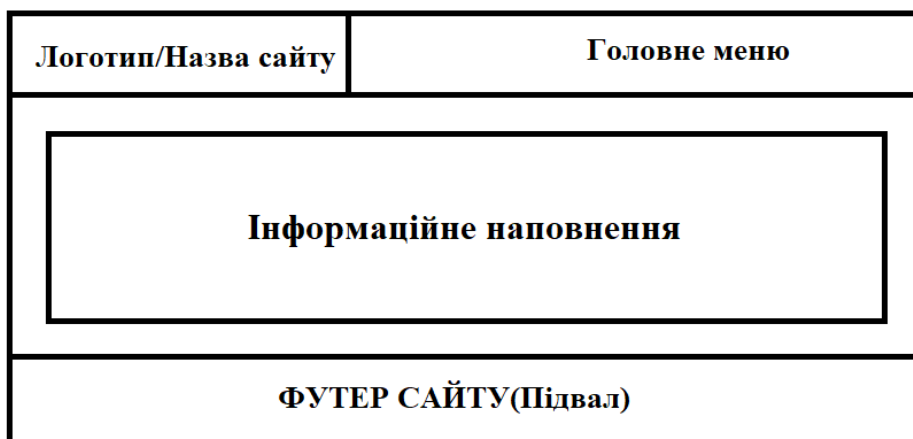 Логотип/Назва сайту
Головне меню
Інформаційне наповнення
ФУТЕР САЙТУ(Підвал)